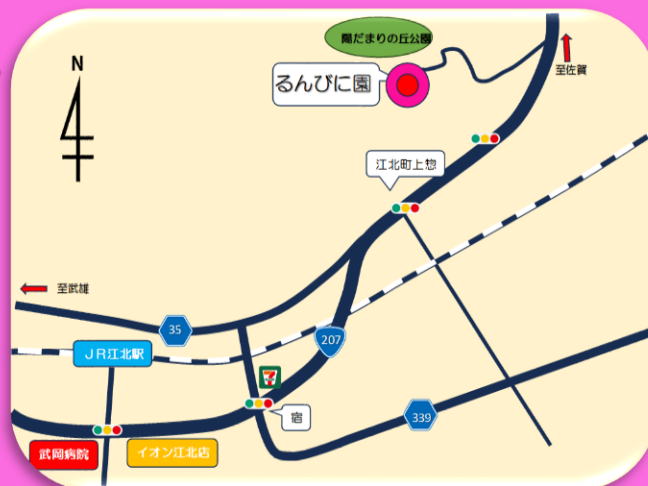 陽だまりの丘公園
N
るんびに園
至佐賀
江北町上惣
至武雄
35
207
JR江北駅
7
宿
339
武岡病院
イオン江北店